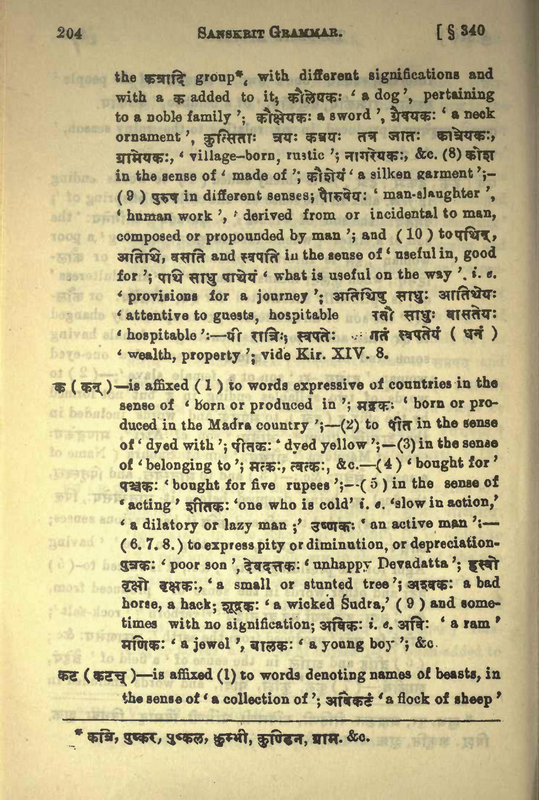 204 SANSKRIT GRAMMAR. [ § 340
the कत्रादि group*, with different significations and
with a क added to it; कौलेयकः ‘ a dog ’, pertaining
to a noble family ’; कौक्षेयकः a sword ’, ग्रैवेयकः ‘ a neck
ornament ’, कुत्सिताः त्रयः कत्रयः तत्र जातः कात्रेयकः,
ग्रामेयकः, ‘ village-born, rustic ’; नागरेयकः, &c. (8) कोश
in the sense of ‘ made of ’; कौशेयं ‘ a silken garment ’;–
( 9 ) पुरुष in different senses; पौरुषेयः ‘ man-slaughter ’,
‘ human work ’, ‘ derived from or incidental to man,
composed or propounded by man ’; and ( 10 ) to पथिन्,
अतिथि, वसति and स्वपति in the sense of ‘ useful in, good
for ’; पथि साधु पाथेयं ‘ what is useful on the way ’. i. e.
‘ provisions for a journey ’; अतिथिषु साधुः आतिथेयः
‘ attentive to guests, hospitable साधुः वासतेयः
‘ hospitable ’:—यी रात्रिः; स्वपतेः स्वपतेयं ( धनं )
‘ wealth, property ’; vide Kir. XIV. 8.
क ( कन् )—is affixed ( 1 ) to words expressive of countries in the
sense of ‘ born or produced in ’; मद्रकः ‘ born or pro-
duced in the Madra country ’;—(2) to पीत in the sense
of ‘ dyed with ’; पीतकः ‘ dyed yellow ’;—(3) in the sense
of ‘ belonging to ’; मत्कः, त्वत्कः, &c.—( 4 ) ‘ bought for ’
पञ्चकः ‘ bought for five rupees ’;—( 5 ) in the sense of
‘ acting ’ शीतकः ‘one who is cold’ i. e. ‘slow in action,’
‘ a dilatory or lazy man ;’ उष्णकः ‘ an active man ’:—
( 6. 7. 8. ) to express pity or diminution, or depreciation-
पुत्रकः ‘ poor son ’, देवदत्तकः ‘ unhappy Devadatta ’; ह्रस्वो
वृक्षो वृक्षकः, ‘ a small or stunted tree ’; अश्वकः a bad
horse, a hack; शूद्रकः ‘ a wicked Śudra,’ ( 9 ) and some-
times with no signification; अविकः i. e. अविः ‘ a ram ’
मणिकः ‘ a jewel ’, बालकः ‘ a young boy ’; &c.
कट ( कटच् )—is affixed (1) to words denoting names of beasts, in
the sense of ‘ a collection of ’; अविकटं ‘ a flock of sheep ’
* कत्रि, पुष्कर, पुष्कल, कुम्भी, कुण्डिन, ग्राम. &c.